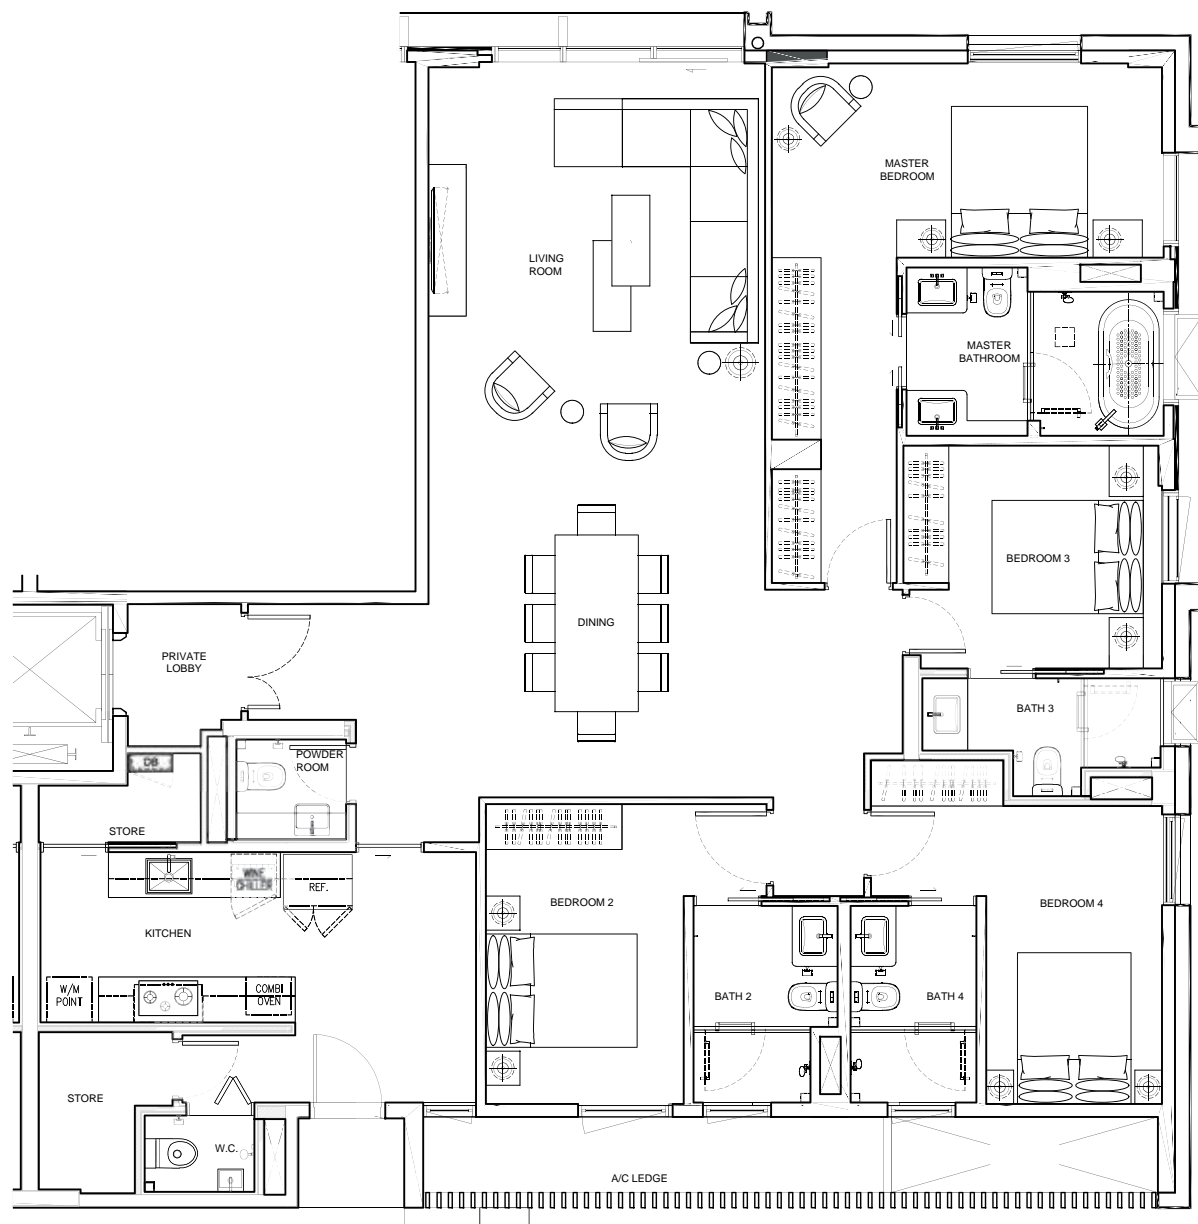 MASTER
BEDROOM
LIVING
ROOM
MASTER
BATHROOM
BEDROOM 3
DINING
PRIVATE
LOBBY
BATH 3
POWDER
ROOM
DB
STORE
WINE
CHILLER
REF.
BEDROOM 2
BEDROOM 4
KITCHEN
W/M
POINT
COMBI
OVEN
BATH 2
BATH 4
STORE
W.C.
A/C LEDGE